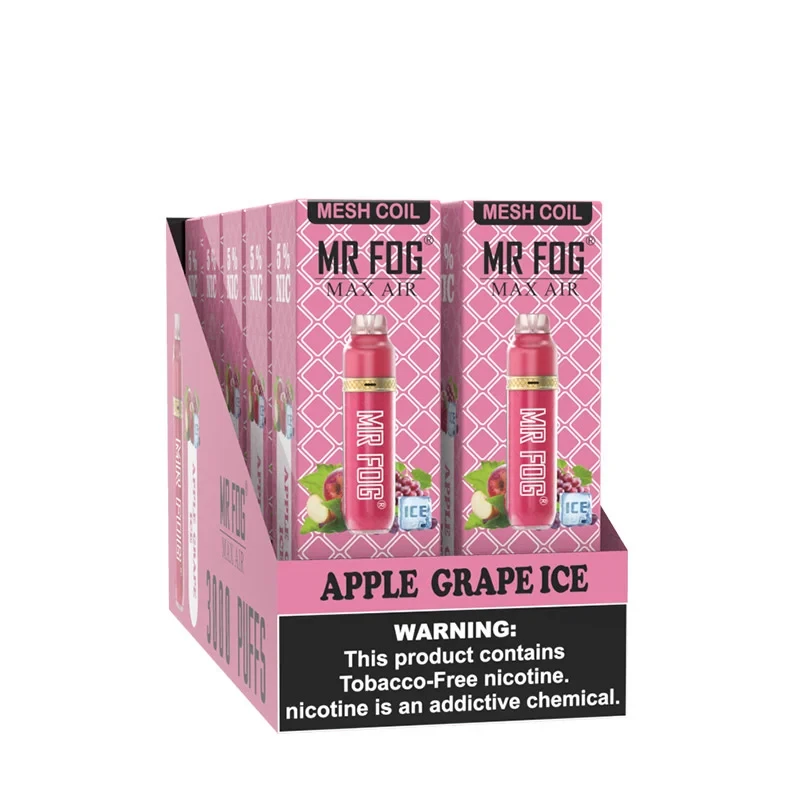 MESH COIL
MR FOG®
MAX AIR
MR FOG®
ICE
MESH COIL
MR FOG®
MAX AIR
MR FOG®
ICE
5% NIC
5% NIC
5% NIC
5% NIC
5% NIC
MR FOG
MAX AIR
3000 PUFFS
APPLE GRAPE ICE
WARNING:
This product contains
Tobacco-Free nicotine.
nicotine is an addictive chemical.